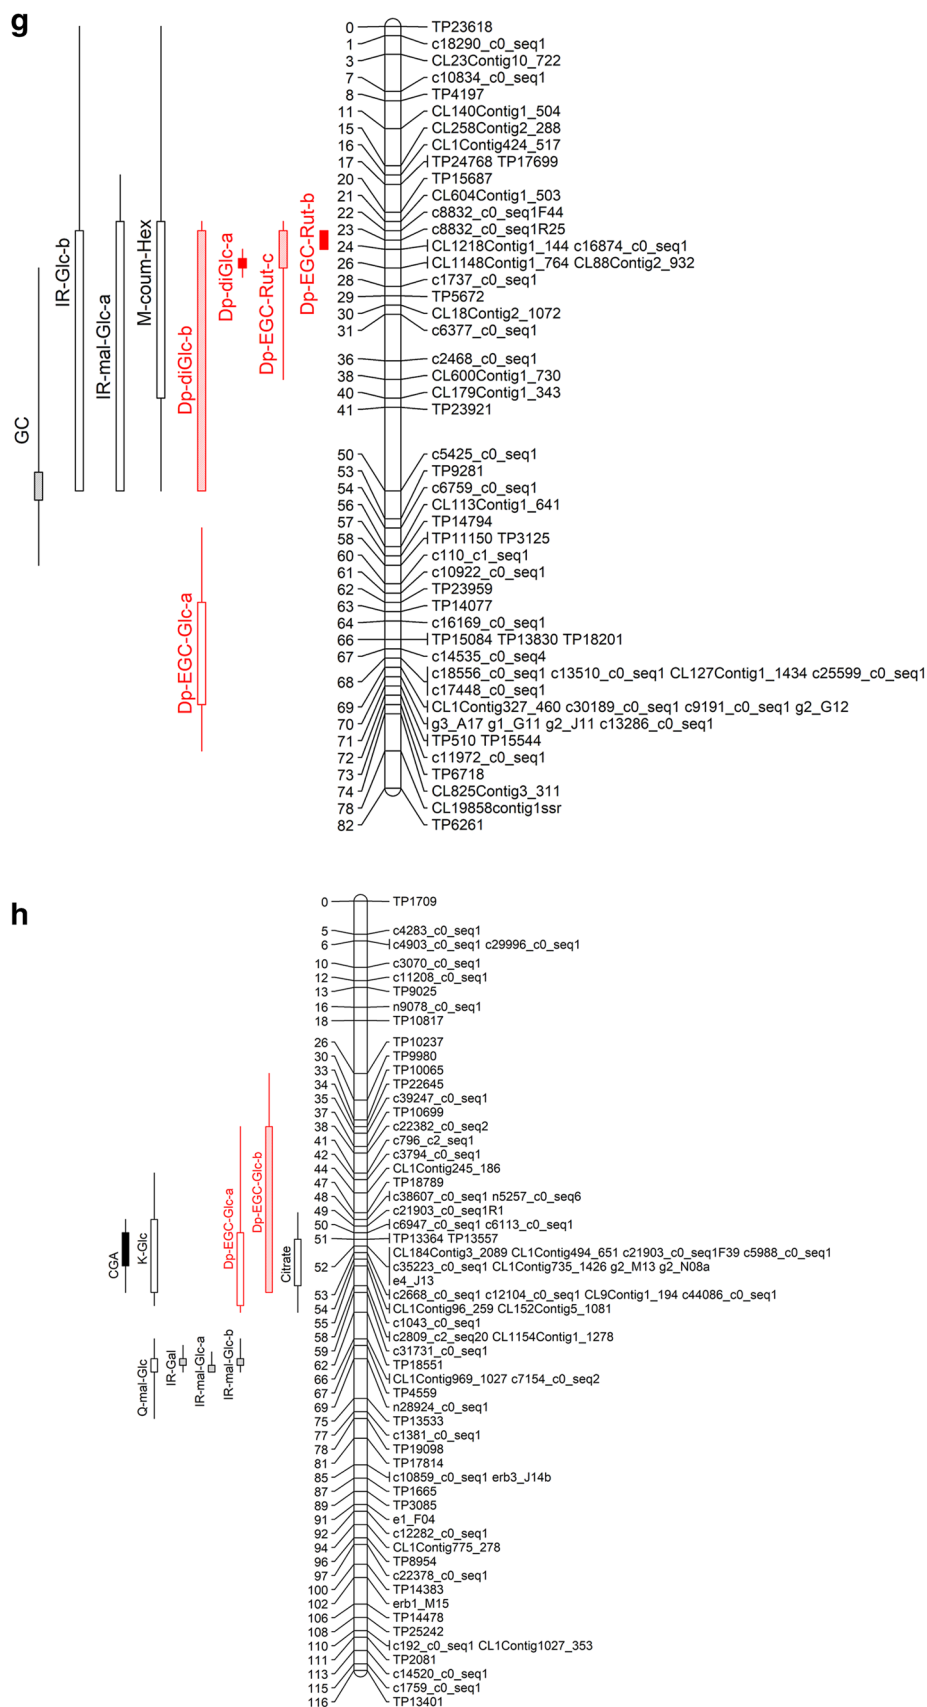 g
GC
IR-Glc-b
IR-mal-Glc-a
M-coum-Hex
Dp-diGlc-b
Dp-diGlc-a
Dp-EGC-Rut-c
Dp-EGC-Rut-b
Dp-EGC-Glc-a
0 TP23618
1 c18290_c0_seq1
3 CL23Contig10_722
7 c10834_c0_seq1
8 TP4197
11 CL140Contig1_504
15 CL258Contig2_288
16 CL1Contig424_517
17 TP24768 TP17699
20 TP15687
21 CL604Contig1_503
22 c8832_c0_seq1F44
23 c8832_c0_seq1R25
24 CL1218Contig1_144 c16874_c0_seq1
26 CL1148Contig1_764 CL88Contig2_932
28 c1737_c0_seq1
29 TP5672
30 CL18Contig2_1072
31 c6377_c0_seq1
36 c2468_c0_seq1
38 CL600Contig1_730
40 CL179Contig1_343
41 TP23921
50 c5425_c0_seq1
53 TP9281
54 c6759_c0_seq1
56 CL113Contig1_641
57 TP14794
58 TP11150 TP3125
60 c110_c1_seq1
61 c10922_c0_seq1
62 TP23959
63 TP14077
64 c16169_c0_seq1
66 TP15084 TP13830 TP18201
67 c14535_c0_seq4
68 c18556_c0_seq1 c13510_c0_seq1 CL127Contig1_1434 c25599_c0_seq1
c17448_c0_seq1
69 CL1Contig327_460 c30189_c0_seq1 c9191_c0_seq1 g2_G12
70 g3_A17 g1_G11 g2_J11 c13286_c0_seq1
71 TP510 TP15544
72 c11972_c0_seq1
73 TP6718
74 CL825Contig3_311
78 CL19858contig1ssr
82 TP6261
h
CGA
K-Glc
Dp-EGC-Glc-a
Dp-EGC-Glc-b
Citrate
Q-mal-Glc
IR-Gal
IR-mal-Glc-a
IR-mal-Glc-b
0 TP1709
5 c4283_c0_seq1
6 c4903_c0_seq1 c29996_c0_seq1
10 c3070_c0_seq1
12 c11208_c0_seq1
13 TP9025
16 n9078_c0_seq1
18 TP10817
26 TP10237
30 TP9980
33 TP10065
34 TP22645
35 c39247_c0_seq1
37 TP10699
38 c22382_c0_seq2
41 c796_c2_seq1
42 c3794_c0_seq1
44 CL1Contig245_186
47 TP18789
48 c38607_c0_seq1 n5257_c0_seq6
49 c21903_c0_seq1R1
50 c6947_c0_seq1 c6113_c0_seq1
51 TP13364 TP13557
CL184Contig3_2089 CL1Contig494_651 c21903_c0_seq1F39 c5988_c0_seq1
52 c35223_c0_seq1 CL1Contig735_1426 g2_M13 g2_N08a
e4_J13
53 c2668_c0_seq1 c12104_c0_seq1 CL9Contig1_194 c44086_c0_seq1
54 CL1Contig96_259 CL152Contig5_1081
55 c1043_c0_seq1
58 c2809_c2_seq20 CL1154Contig1_1278
59 c31731_c0_seq1
62 TP18551
66 CL1Contig969_1027 c7154_c0_seq2
67 TP4559
69 n28924_c0_seq1
75 TP13533
77 c1381_c0_seq1
78 TP19098
81 TP17814
85 c10859_c0_seq1 erb3_J14b
87 TP1665
89 TP3085
91 e1_F04
92 c12282_c0_seq1
94 CL1Contig775_278
96 TP8954
97 c22378_c0_seq1
100 TP14383
102 erb1_M15
106 TP14478
108 TP25242
110 c192_c0_seq1 CL1Contig1027_353
111 TP2081
113 c14520_c0_seq1
115 c1759_c0_seq1
116 TP13401